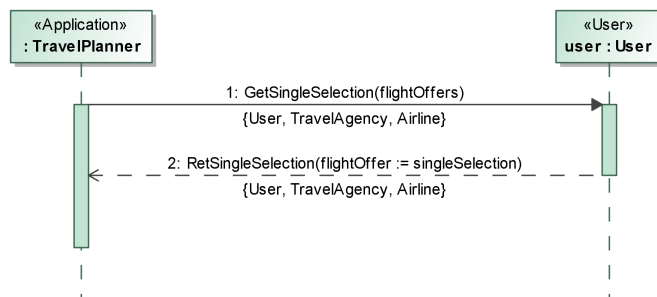 «Application»
: TravelPlanner
«User»
user : User
1: GetSingleSelection(flightOffers)
{User, TravelAgency, Airline}
2: RetSingleSelection(flightOffer := singleSelection)
{User, TravelAgency, Airline}